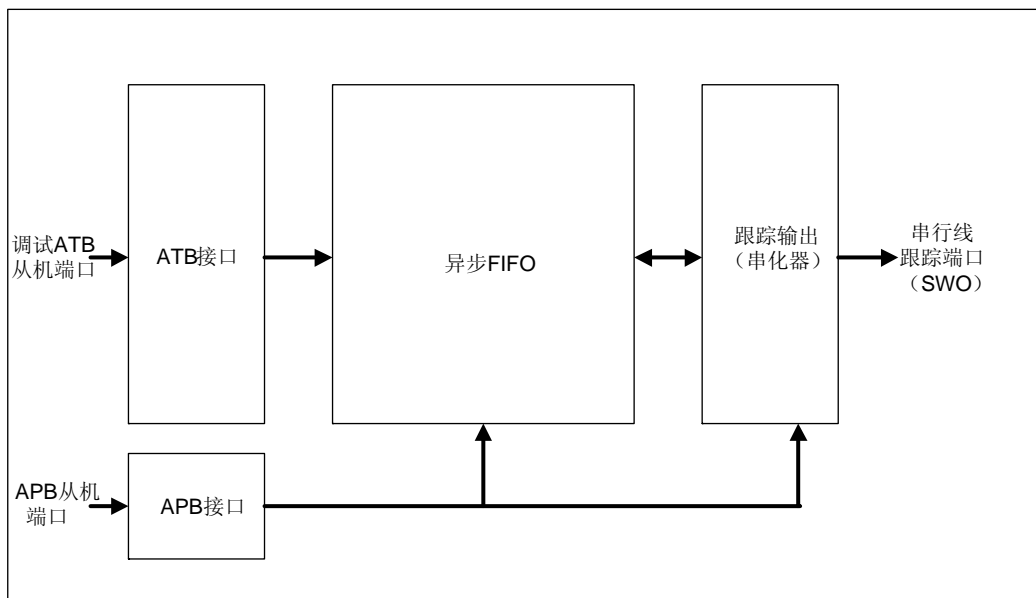 调试ATB
从机端口
ATB接口
异步FIFO
跟踪输出
（串化器）
串行线
跟踪端口
（SWO）
APB从机
端口
APB接口